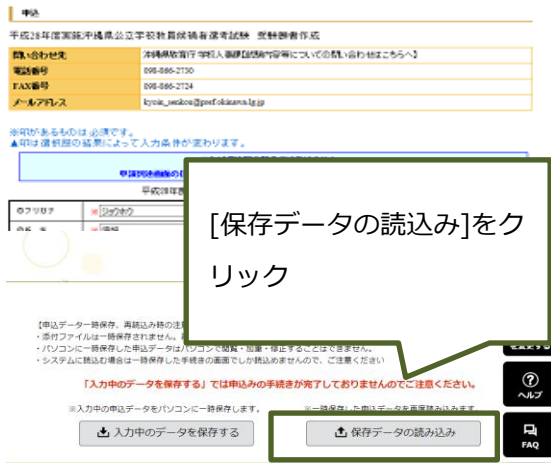 申込
平成28年度実施沖縄県公立学校教員候補者選考試験 受験願書作成
問い合わせ先 沖縄県教育庁 学校人事課【試験内容等についての問い合わせはこちらへ】
電話番号 098-866-2730
FAX番号 098-866-2724
メールアドレス
※印があるものは 必須です。
▲印は選択肢の結果によって入力条件が変わります。
平成28年度
①フリガナ ※
[保存データの読込み]をク
リック
【申込データ一時保存、再読込み時の注
・添付ファイルは一時保存されません。
・パソコンに一時保存した申込データはパソコンで閲覧・加筆・修正することはできません。
・システムに読込む場合は一時保存した手続きの画面でしか読込めませんので、ご注意ください
「入力中のデータを保存する」では申込みの手続きが完了しておりませんのでご注意ください。
※入力中の申込データをパソコンに一時保存します。
※一時保存した申込データを再度読み込みます。
入力中のデータを保存する
保存データの読み込み
ヘルプ
FAQ